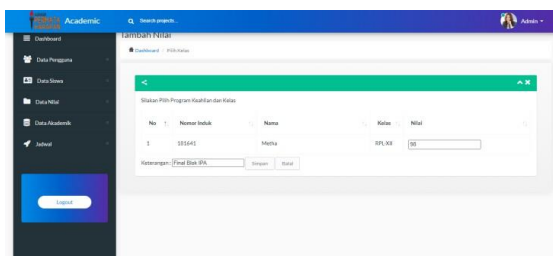 Academic
Search projects...
Admin
Dashboard
Data Pengguna
Data Siswa
Data Nilai
Data Akademik
Jadwal
Logout
Tambah Nilai
Dashboard / Pilih Kelas
Silakan Pilih Program Keahlian dan Kelas
No Nomor Induk Nama Kelas Nilai
1 181641 Metha RPL-XII 90
Keterangan : Final Blok IPA Simpan Batal